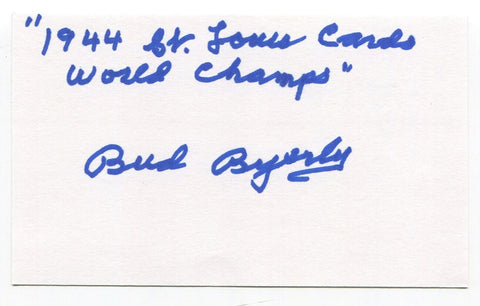 "1944 St. Louis Cards
World Champs"
Bud Byerly